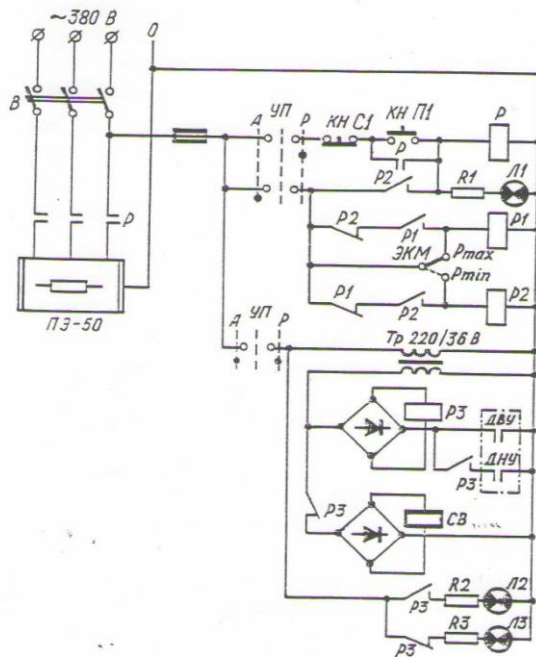 ~380 В
0
В
А
УП
Р
КН С1
КН П1
Р
Р
Р2
R1
Л1
Р
Р2
Р1
Р1
ЭКМ
Pmax
Pmin
Р1
Р2
Р2
ПЭ-50
А
УП
Р
Тр 220/36 В
Р3
ДВУ
ДНУ
Р3
Р3
СВ
Р3
R2
Л2
Р3
R3
Л3